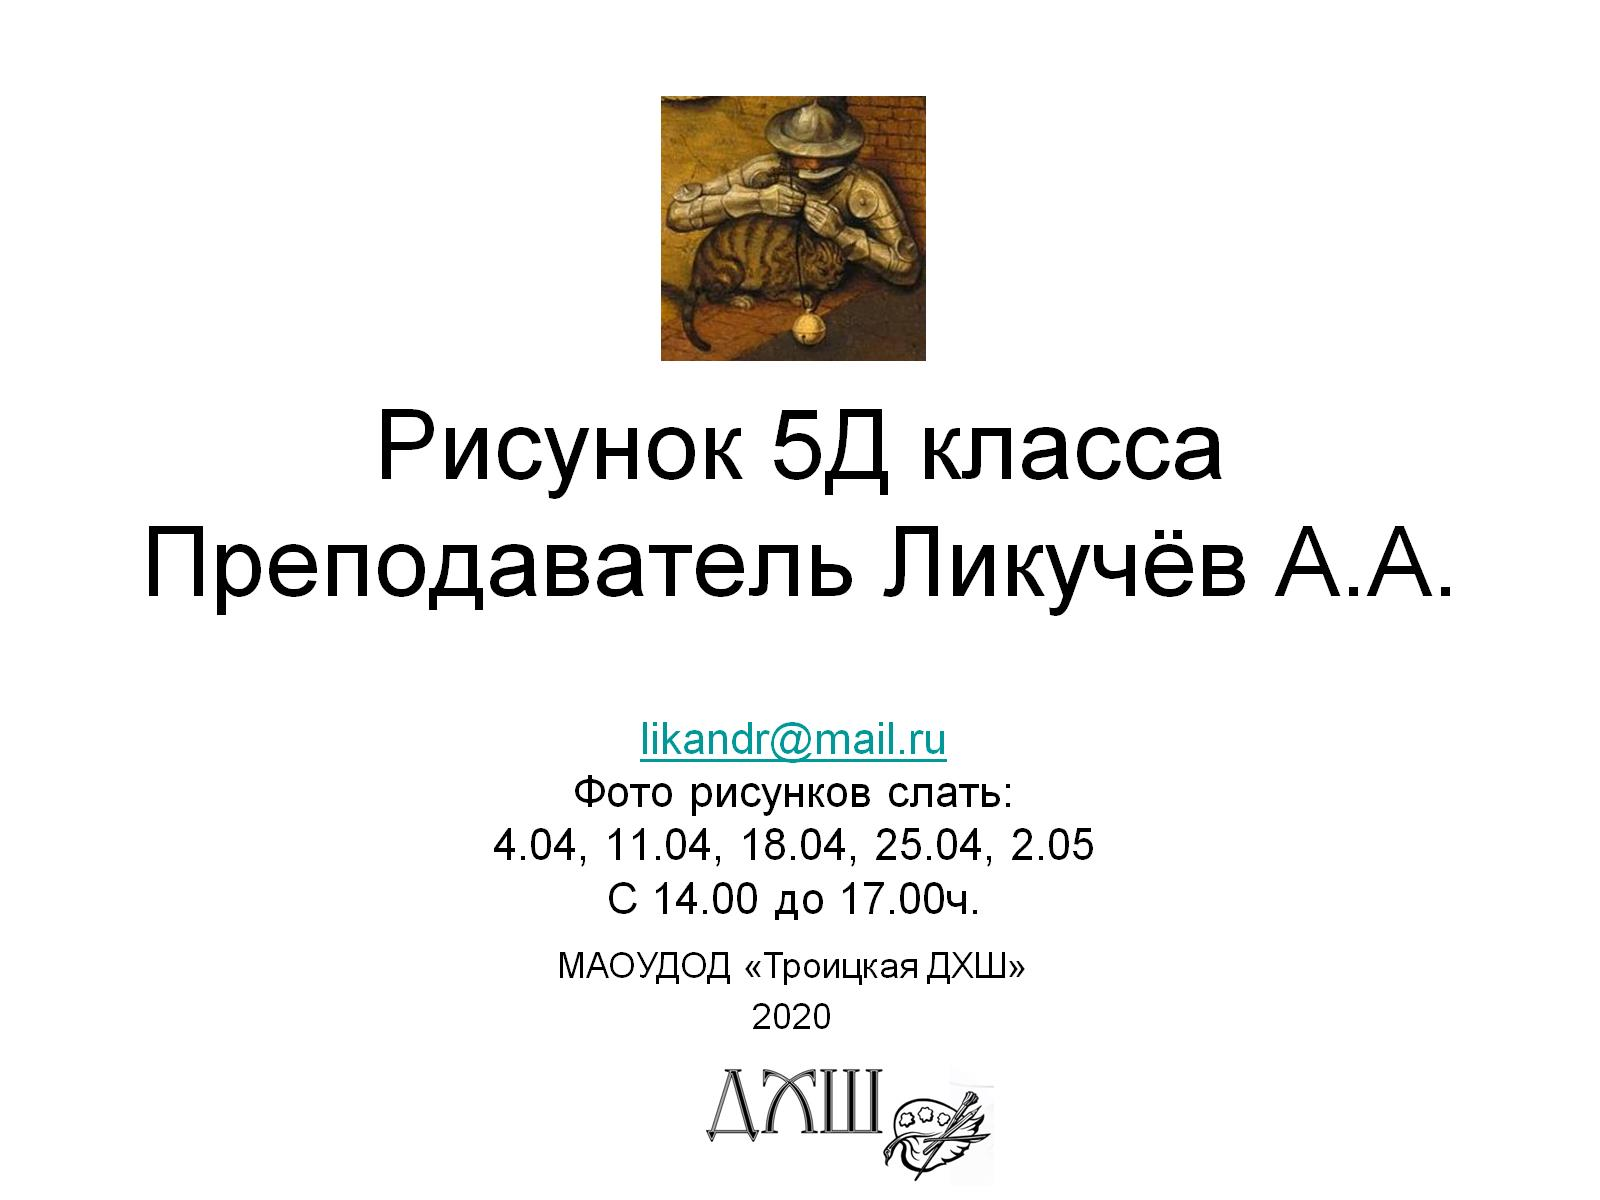 Рисунок 5Д класса
Преподаватель Ликучёв А.А.
likandr@mail.ru
Фото рисунков слать:
4.04, 11.04, 18.04, 25.04, 2.05
С 14.00 до 17.00ч.
МАОУДОД «Троицкая ДХШ»
2020
ДХШ